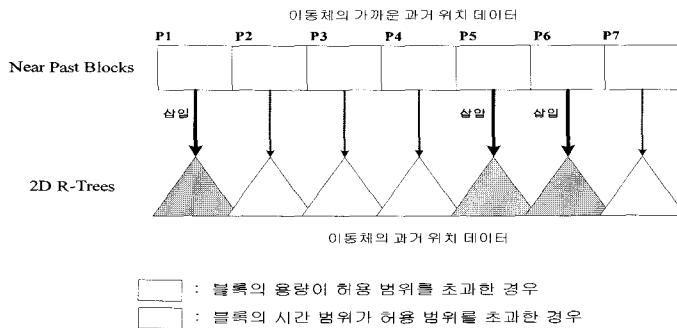 이동체의 가까운 과거 위치 데이터
P1 P2 P3 P4 P5 P6 P7
Near Past Blocks
삽입 삽입 삽입
2D R-Trees
이동체의 과거 위치 데이터
: 블록의 용량이 허용 범위를 초과한 경우
: 블록의 시간 범위가 허용 범위를 초과한 경우